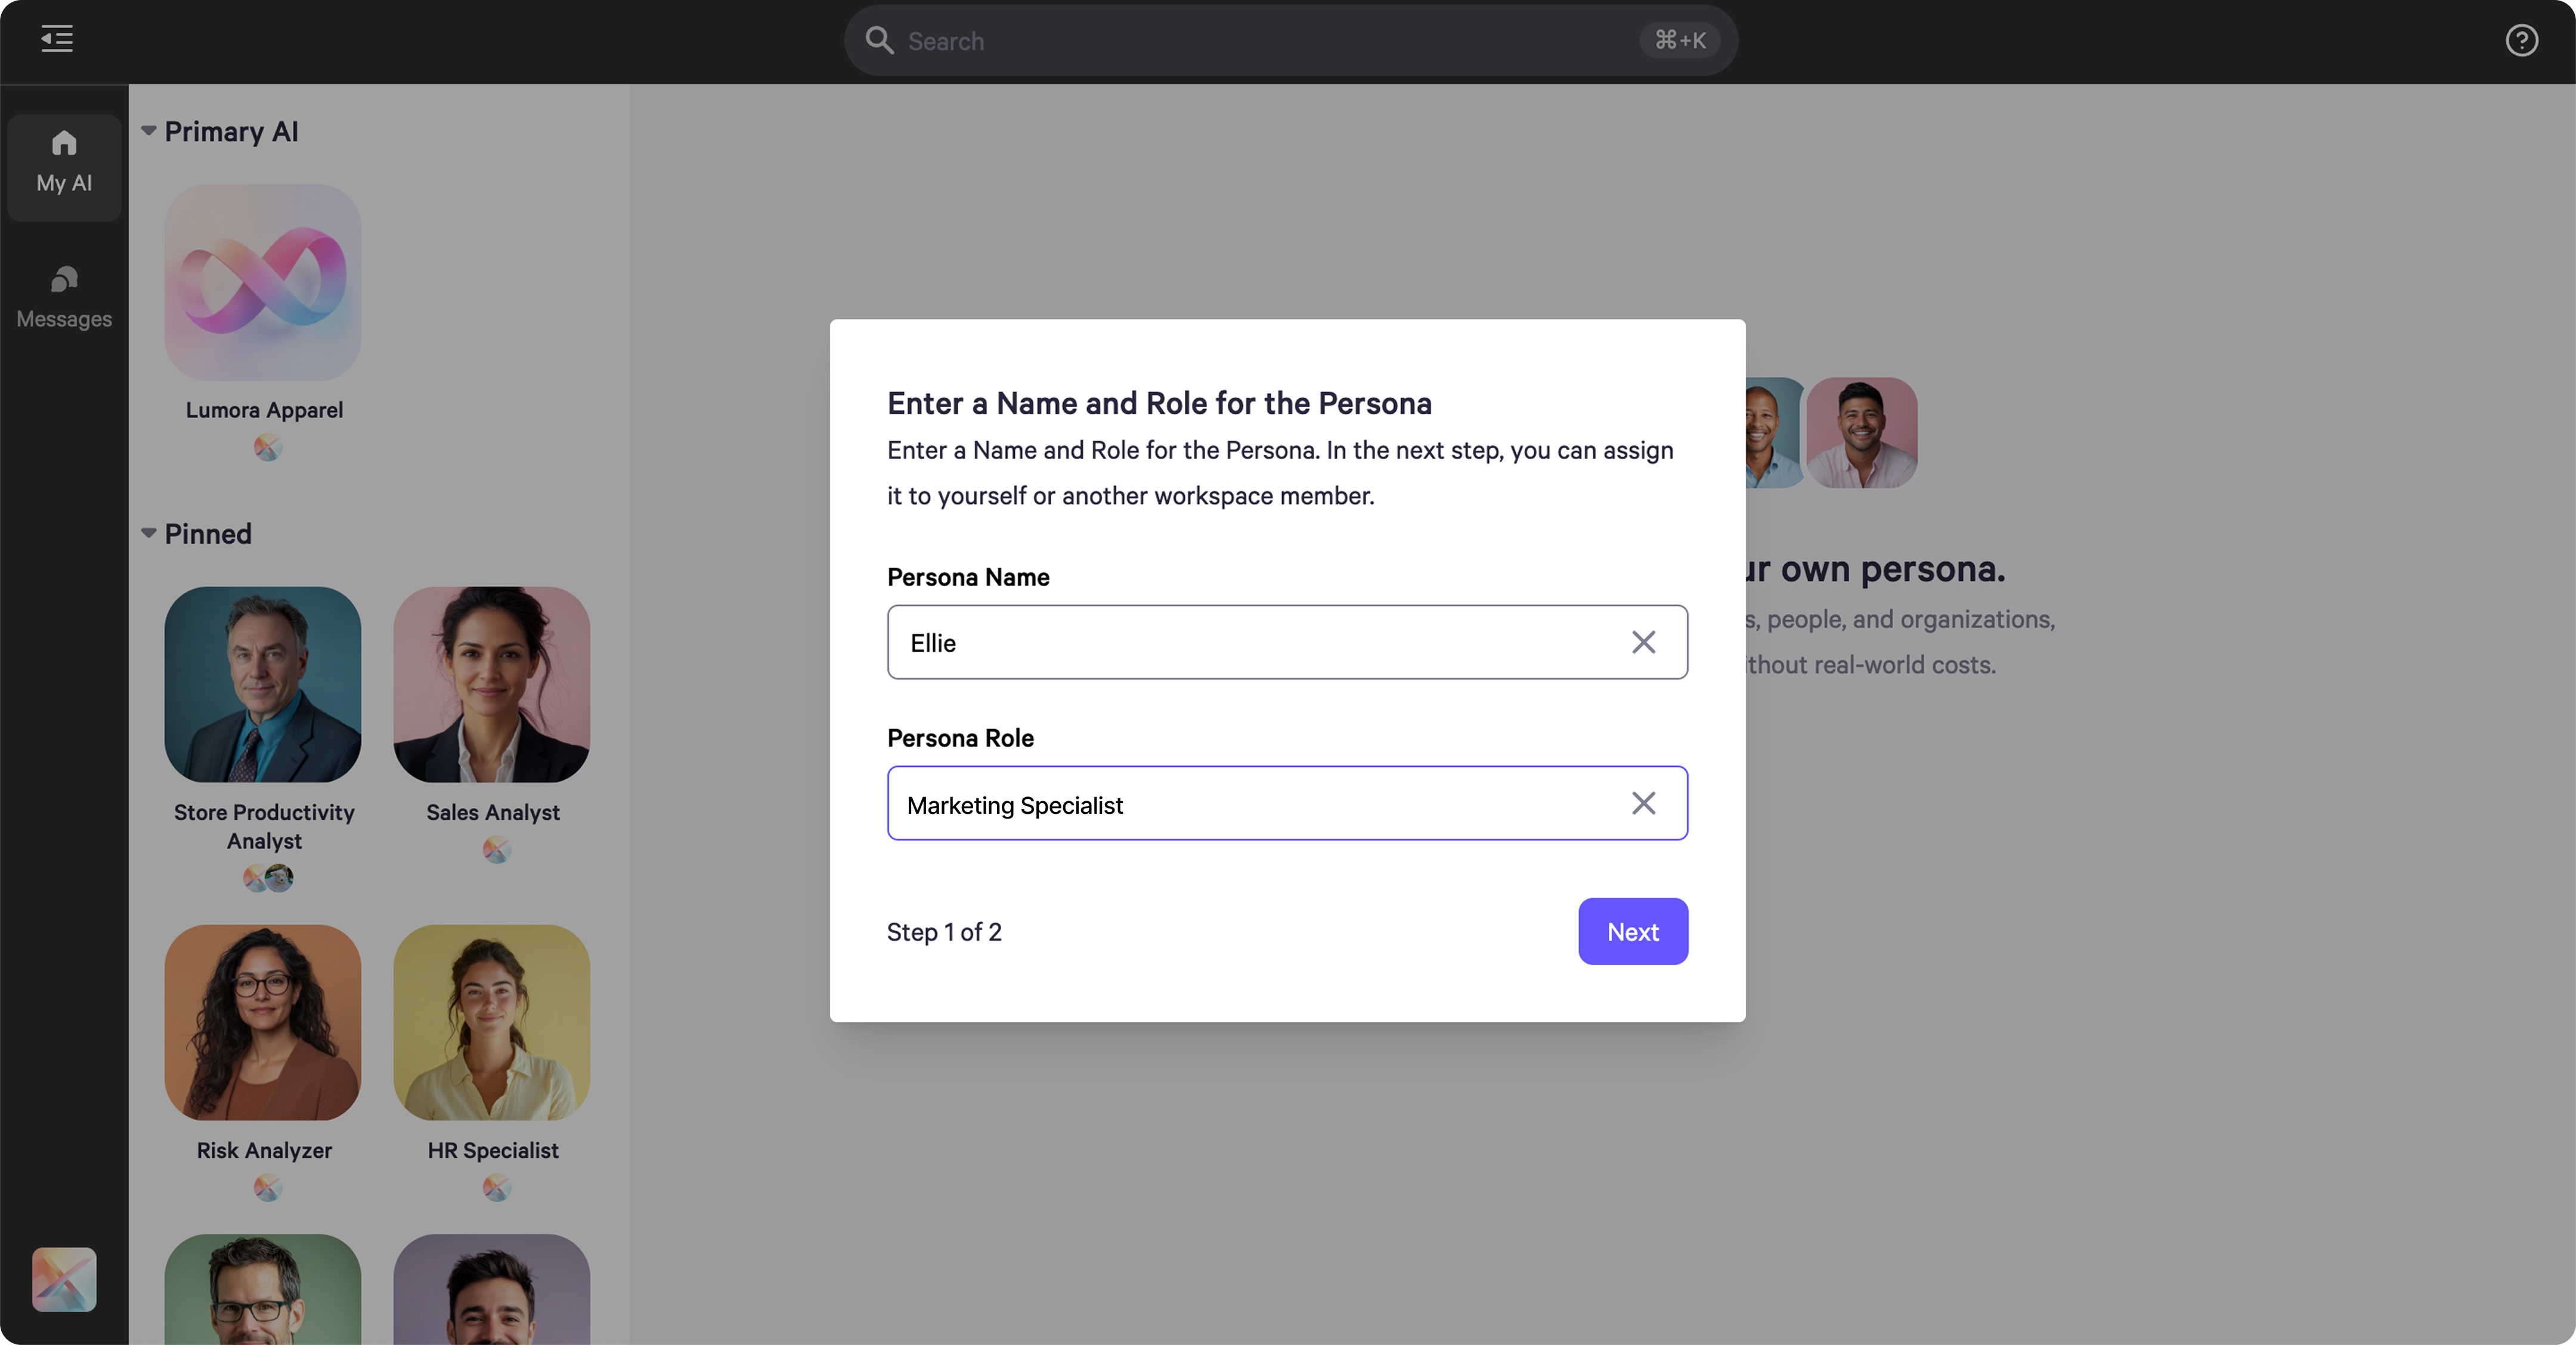 Search
⌘+K
My AI
Messages
Primary AI
Lumora Apparel
Pinned
Store Productivity
Analyst
Sales Analyst
Risk Analyzer
HR Specialist
Enter a Name and Role for the Persona
Enter a Name and Role for the Persona. In the next step, you can assign
it to yourself or another workspace member.
Persona Name
Ellie
Persona Role
Marketing Specialist
Step 1 of 2
Next
own persona.
people, and organizations,
real-world costs.